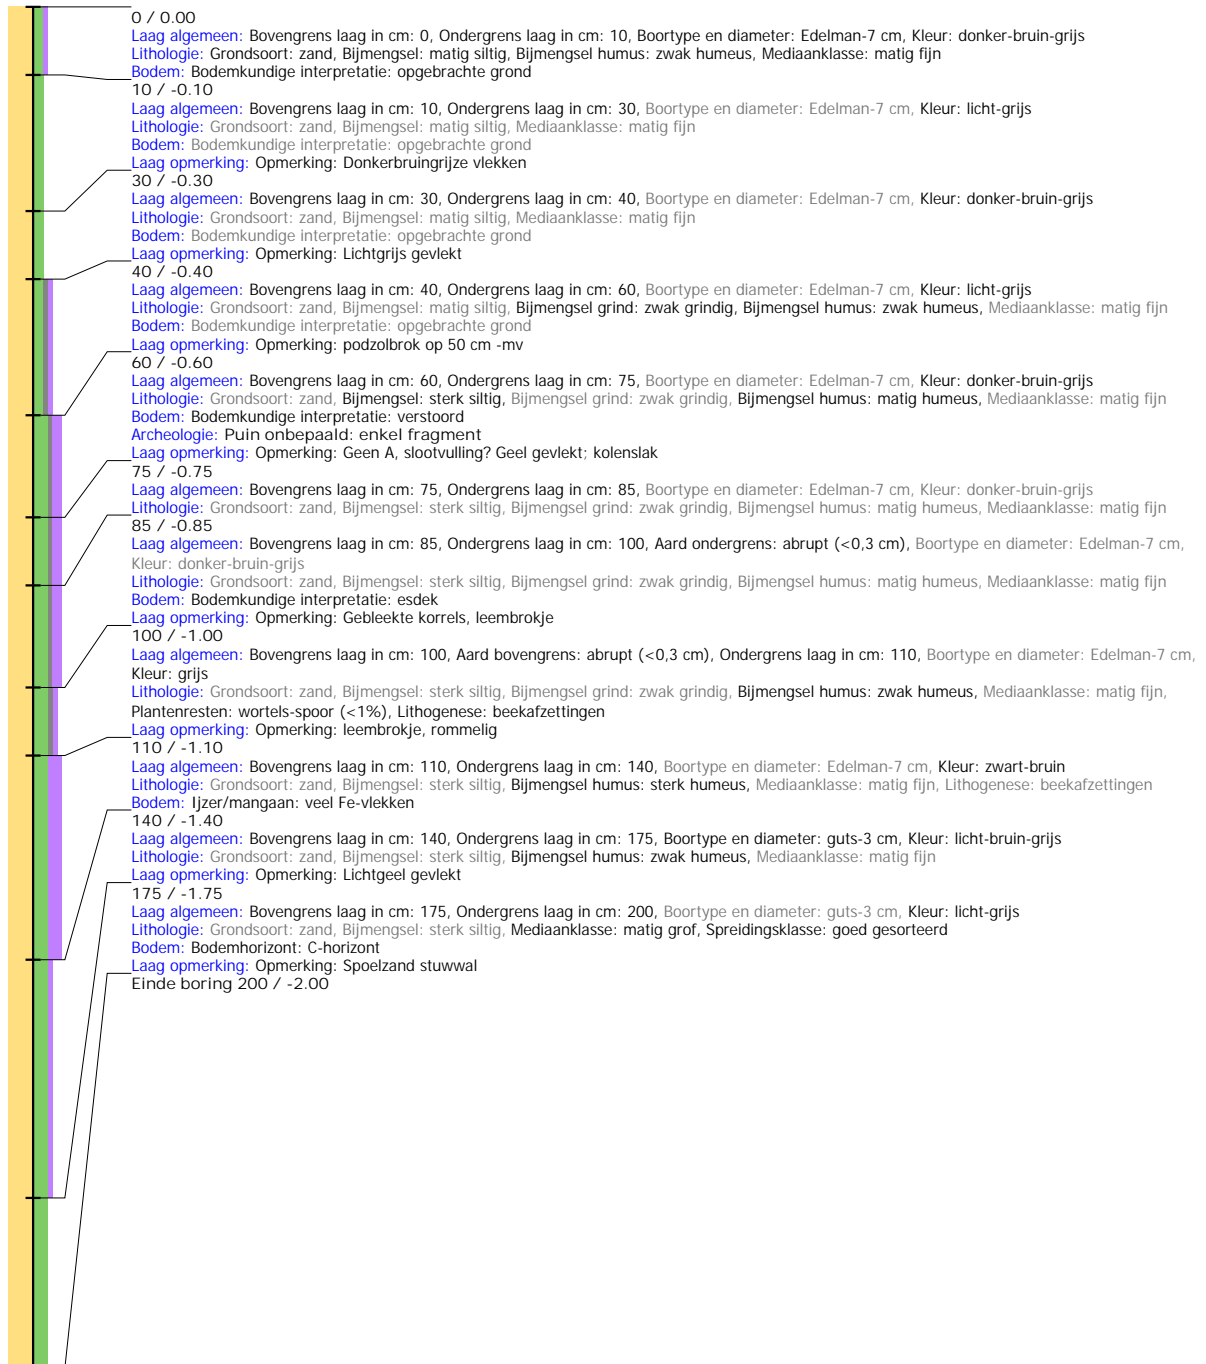 0 / 0.00
Laag algemeen: Bovengrens laag in cm: 0, Ondergrens laag in cm: 10, Boortype en diameter: Edelman-7 cm, Kleur: donker-bruin-grijs
Lithologie: Grondsoort: zand, Bijmengsel: matig siltig, Bijmengsel humus: zwak humeus, Mediaanklasse: matig fijn
Bodem: Bodemkundige interpretatie: opgebrachte grond
10 / -0.10
Laag algemeen: Bovengrens laag in cm: 10, Ondergrens laag in cm: 30, Boortype en diameter: Edelman-7 cm, Kleur: licht-grijs
Lithologie: Grondsoort: zand, Bijmengsel: matig siltig, Mediaanklasse: matig fijn
Bodem: Bodemkundige interpretatie: opgebrachte grond
Laag opmerking: Opmerking: Donkerbruingrijze vlekken
30 / -0.30
Laag algemeen: Bovengrens laag in cm: 30, Ondergrens laag in cm: 40, Boortype en diameter: Edelman-7 cm, Kleur: donker-bruin-grijs
Lithologie: Grondsoort: zand, Bijmengsel: matig siltig, Mediaanklasse: matig fijn
Bodem: Bodemkundige interpretatie: opgebrachte grond
Laag opmerking: Opmerking: Lichtgrijs gevlekt
40 / -0.40
Laag algemeen: Bovengrens laag in cm: 40, Ondergrens laag in cm: 60, Boortype en diameter: Edelman-7 cm, Kleur: licht-grijs
Lithologie: Grondsoort: zand, Bijmengsel: matig siltig, Bijmengsel grind: zwak grindig, Bijmengsel humus: zwak humeus, Mediaanklasse: matig fijn
Bodem: Bodemkundige interpretatie: opgebrachte grond
Laag opmerking: Opmerking: podzolbrok op 50 cm -mv
60 / -0.60
Laag algemeen: Bovengrens laag in cm: 60, Ondergrens laag in cm: 75, Boortype en diameter: Edelman-7 cm, Kleur: donker-bruin-grijs
Lithologie: Grondsoort: zand, Bijmengsel: sterk siltig, Bijmengsel grind: zwak grindig, Bijmengsel humus: matig humeus, Mediaanklasse: matig fijn
Bodem: Bodemkundige interpretatie: verstoord
Archeologie: Puin onbepaald: enkel fragment
Laag opmerking: Opmerking: Geen A, slootvulling? Geel gevlekt; kolenslak
75 / -0.75
Laag algemeen: Bovengrens laag in cm: 75, Ondergrens laag in cm: 85, Boortype en diameter: Edelman-7 cm, Kleur: donker-bruin-grijs
Lithologie: Grondsoort: zand, Bijmengsel: sterk siltig, Bijmengsel grind: zwak grindig, Bijmengsel humus: matig humeus, Mediaanklasse: matig fijn
85 / -0.85
Laag algemeen: Bovengrens laag in cm: 85, Ondergrens laag in cm: 100, Aard ondergrens: abrupt (<0,3 cm), Boortype en diameter: Edelman-7 cm,
Kleur: donker-bruin-grijs
Lithologie: Grondsoort: zand, Bijmengsel: sterk siltig, Bijmengsel grind: zwak grindig, Bijmengsel humus: matig humeus, Mediaanklasse: matig fijn
Bodem: Bodemkundige interpretatie: esdek
Laag opmerking: Opmerking: Gebleekte korrels, leembrokje
100 / -1.00
Laag algemeen: Bovengrens laag in cm: 100, Aard bovengrens: abrupt (<0,3 cm), Ondergrens laag in cm: 110, Boortype en diameter: Edelman-7 cm,
Kleur: grijs
Lithologie: Grondsoort: zand, Bijmengsel: sterk siltig, Bijmengsel grind: zwak grindig, Bijmengsel humus: zwak humeus, Mediaanklasse: matig fijn,
Plantenresten: wortels-spoor (<1%), Lithogenese: beekafzettingen
Laag opmerking: Opmerking: leembrokje, rommelig
110 / -1.10
Laag algemeen: Bovengrens laag in cm: 110, Ondergrens laag in cm: 140, Boortype en diameter: Edelman-7 cm, Kleur: zwart-bruin
Lithologie: Grondsoort: zand, Bijmengsel: sterk siltig, Bijmengsel humus: sterk humeus, Mediaanklasse: matig fijn, Lithogenese: beekafzettingen
Bodem: Ijzer/mangaan: veel Fe-vlekken
140 / -1.40
Laag algemeen: Bovengrens laag in cm: 140, Ondergrens laag in cm: 175, Boortype en diameter: guts-3 cm, Kleur: licht-bruin-grijs
Lithologie: Grondsoort: zand, Bijmengsel: sterk siltig, Bijmengsel humus: zwak humeus, Mediaanklasse: matig fijn
Laag opmerking: Opmerking: Lichtgeel gevlekt
175 / -1.75
Laag algemeen: Bovengrens laag in cm: 175, Ondergrens laag in cm: 200, Boortype en diameter: guts-3 cm, Kleur: licht-grijs
Lithologie: Grondsoort: zand, Bijmengsel: sterk siltig, Mediaanklasse: matig grof, Spreidingsklasse: goed gesorteerd
Bodem: Bodemhorizont: C-horizont
Laag opmerking: Opmerking: Spoelzand stuwwal
Einde boring 200 / -2.00